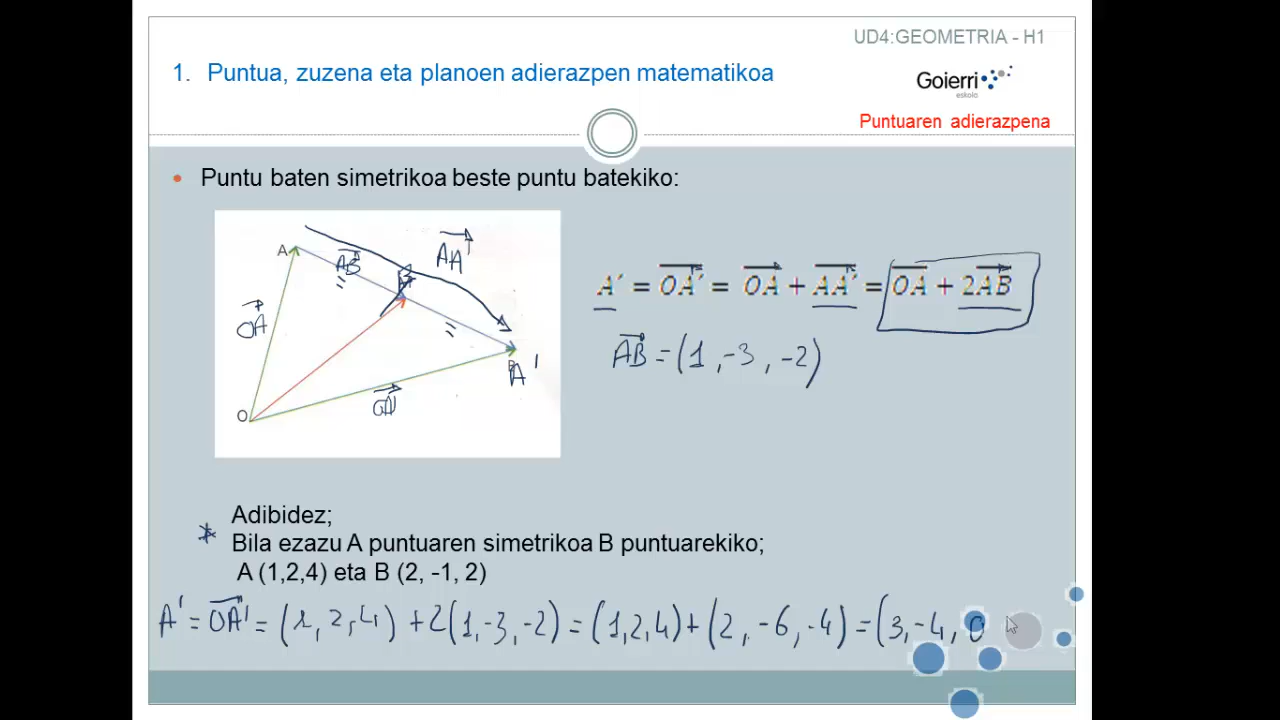 UD4:GEOMETRIA - H1
1. Puntua, zuzena eta planoen adierazpen matematikoa
Goierri
eskola
Puntuaren adierazpena
• Puntu baten simetrikoa beste puntu batekiko:
A
AB
=
AA'
B
OA
=
A'
O
OA'
A´ = OA´ = OA + AA´ = OA + 2AB
AB = (1, -3, -2)
Adibidez;
* Bila ezazu A puntuaren simetrikoa B puntuarekiko;
A (1,2,4) eta B (2, -1, 2)
A' = OA' = (1, 2, 4) + 2(1, -3, -2) = (1, 2, 4) + (2, -6, -4) = (3, -4, 0